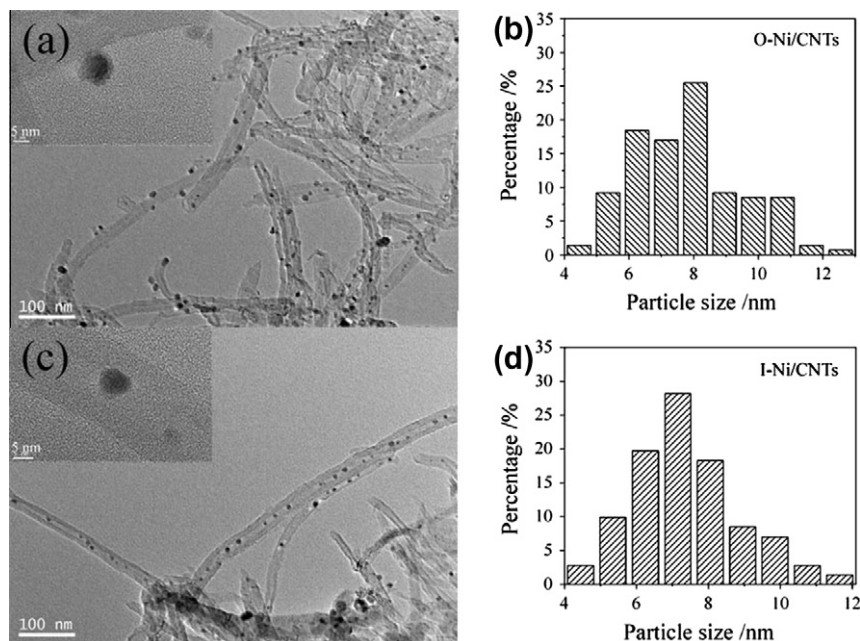 (a)
5 nm
100 nm
(b)
O-Ni/CNTs
35
30
25
20
15
10
5
0
Percentage /%
4 6 8 10 12
Particle size /nm
(c)
5 nm
100 nm
(d)
I-Ni/CNTs
35
30
25
20
15
10
5
0
Percentage /%
4 6 8 10 12
Particle size /nm